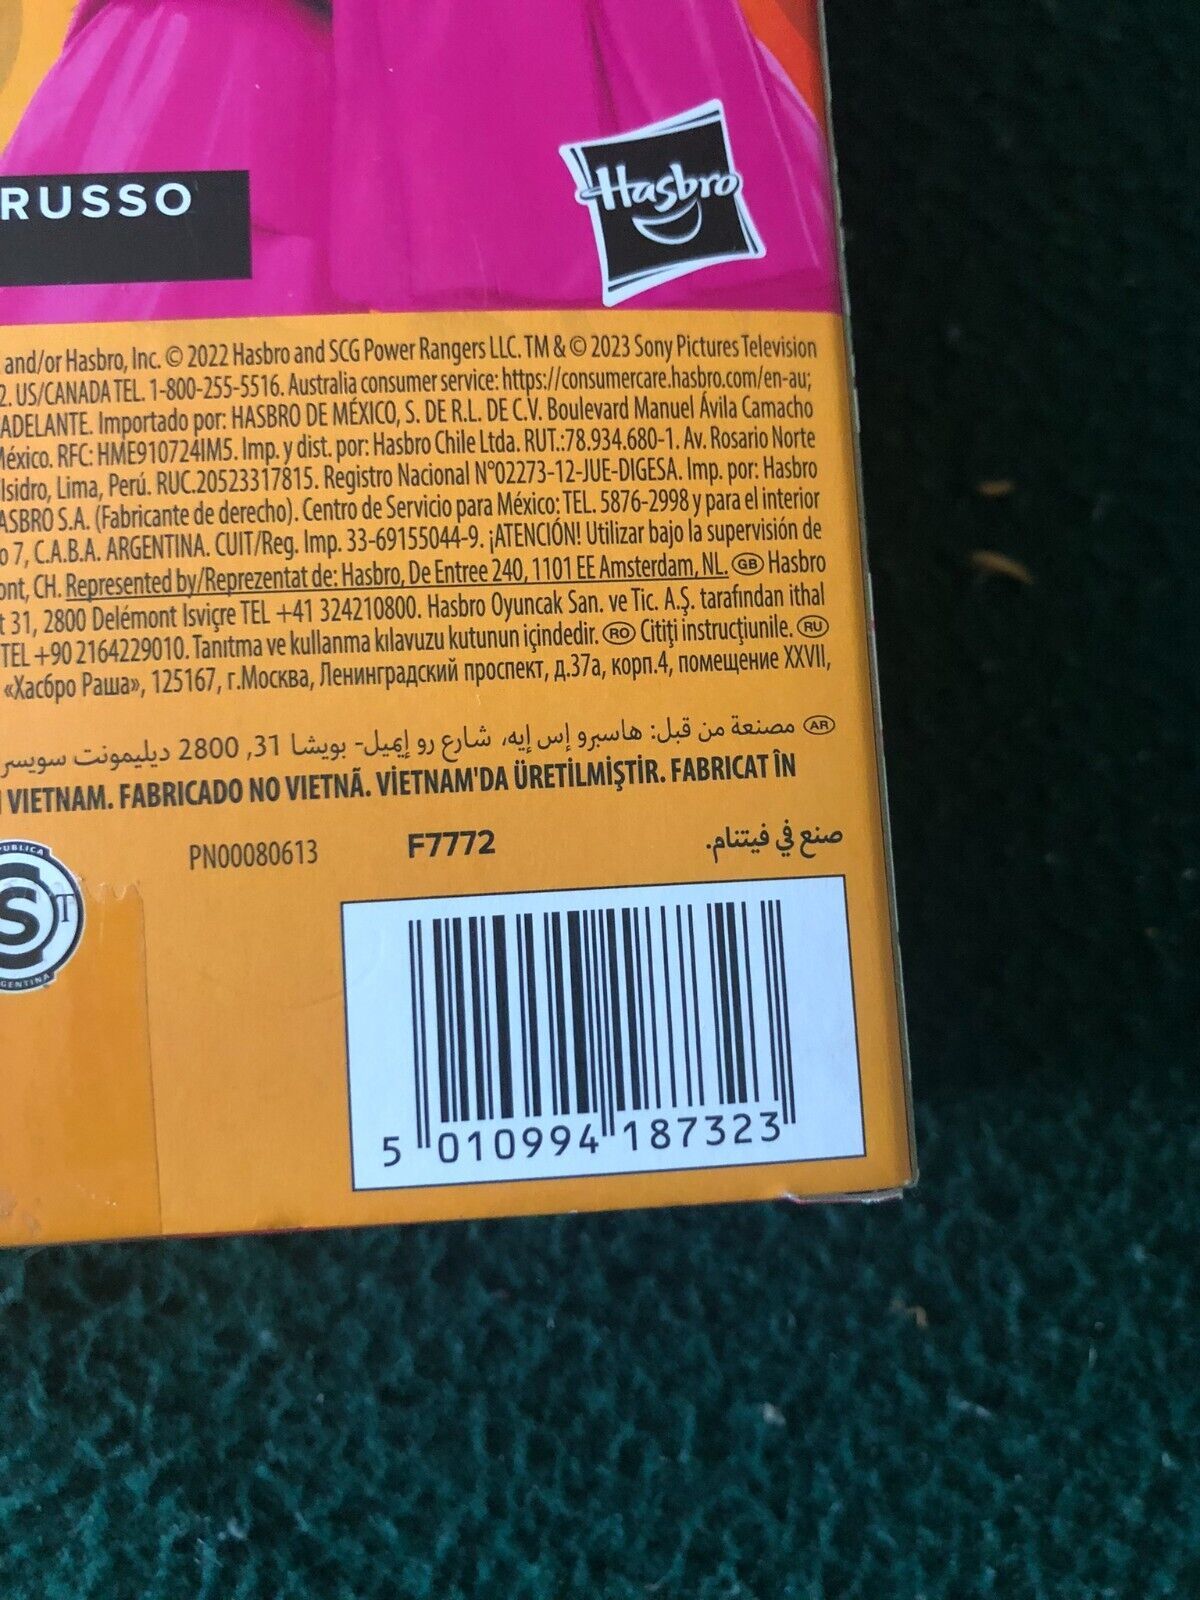 RUSSO
Hasbro
and/or Hasbro, Inc. © 2022 Hasbro and SCG Power Rangers LLC. TM & © 2023 Sony Pictures Television
2. US/CANADA TEL. 1-800-255-5516. Australia consumer service: https://consumercare.hasbro.com/en-au;
ADELANTE. Importado por: HASBRO DE MÉXICO, S. DE R.L. DE C.V. Boulevard Manuel Ávila Camacho
México. RFC: HME910724IM5. Imp. y dist. por: Hasbro Chile Ltda. RUT.:78.934.680-1. Av. Rosario Norte
Isidro, Lima, Perú. RUC.20523317815. Registro Nacional N°02273-12-JUE-DIGESA. Imp. por: Hasbro
ASBRO S.A. (Fabricante de derecho). Centro de Servicio para México: TEL. 5876-2998 y para el interior
o 7, C.A.B.A. ARGENTINA. CUIT/Reg. Imp. 33-69155044-9. ¡ATENCIÓN! Utilizar bajo la supervisión de
ont, CH. Represented by/Reprezentat de: Hasbro, De Entree 240, 1101 EE Amsterdam, NL. GB Hasbro
t 31, 2800 Delémont Isviçre TEL +41 324210800. Hasbro Oyuncak San. ve Tic. A.Ş. tarafından ithal
TEL +90 2164229010. Tanıtma ve kullanma kılavuzu kutunun içindedir. RO Citiţi instrucţiunile. RU
«Хасбро Раша», 125167, г.Москва, Ленинградский проспект, д.37а, корп.4, помещение XXVII,
AR مصنعة من قبل: هاسبرو إس إيه، شارع رو إيميل- بويشا 31, 2800 ديليمونت سويسر
VIETNAM. FABRICADO NO VIETNÃ. VİETNAM'DA ÜRETİLMİŞTİR. FABRICAT ÎN
صنع في فيتنام.
PN00080613 F7772
S T
5 010994 187323